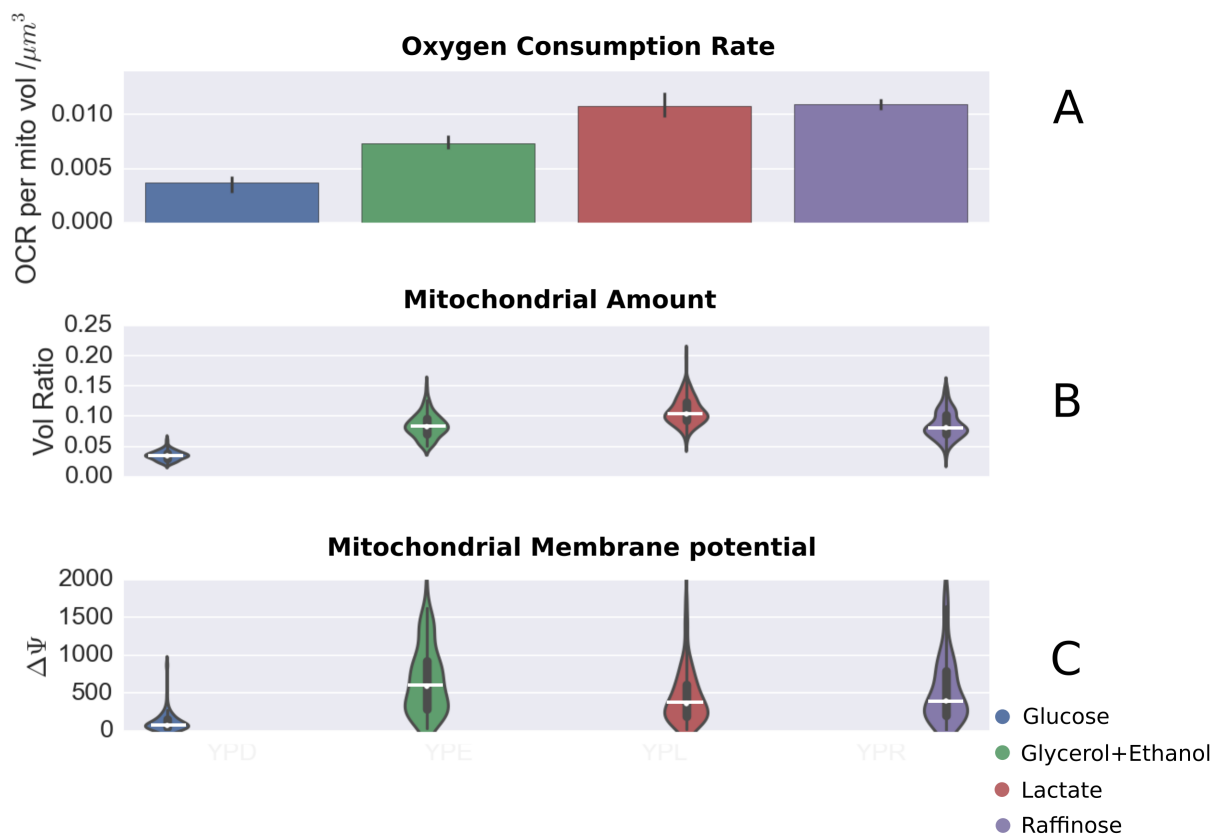 Oxygen Consumption Rate
OCR per mito vol /μm³
0.010
0.005
0.000
A
Mitochondrial Amount
Vol Ratio
0.25
0.20
0.15
0.10
0.05
0.00
B
Mitochondrial Membrane potential
ΔΨ
2000
1500
1000
500
0
C
YPD YPE YPL YPR
Glucose
Glycerol+Ethanol
Lactate
Raffinose